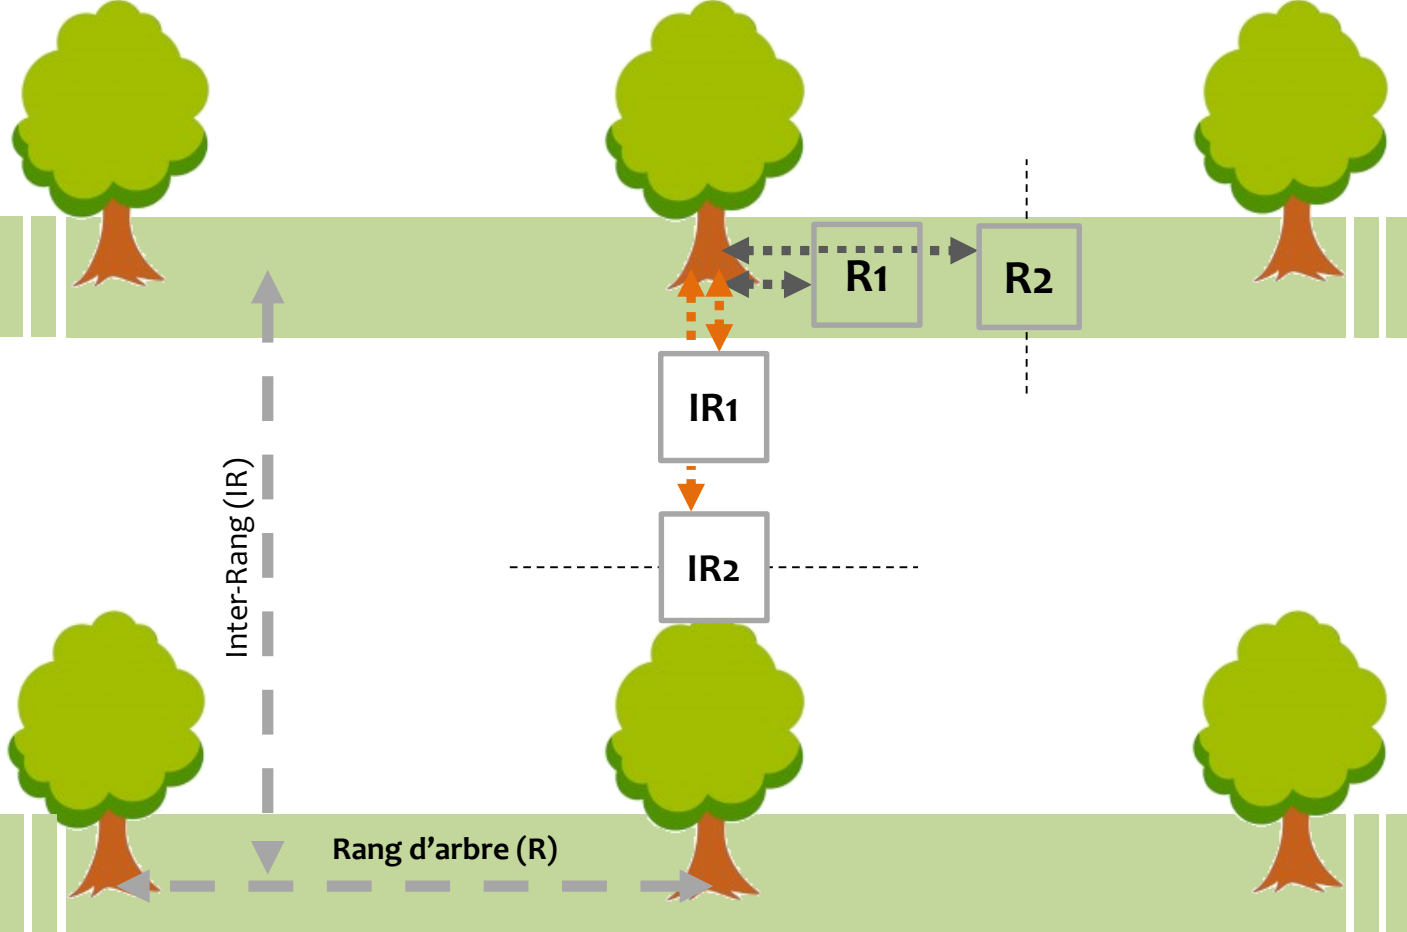 R1
R2
IR1
Inter-Rang (IR)
IR2
Rang d’arbre (R)